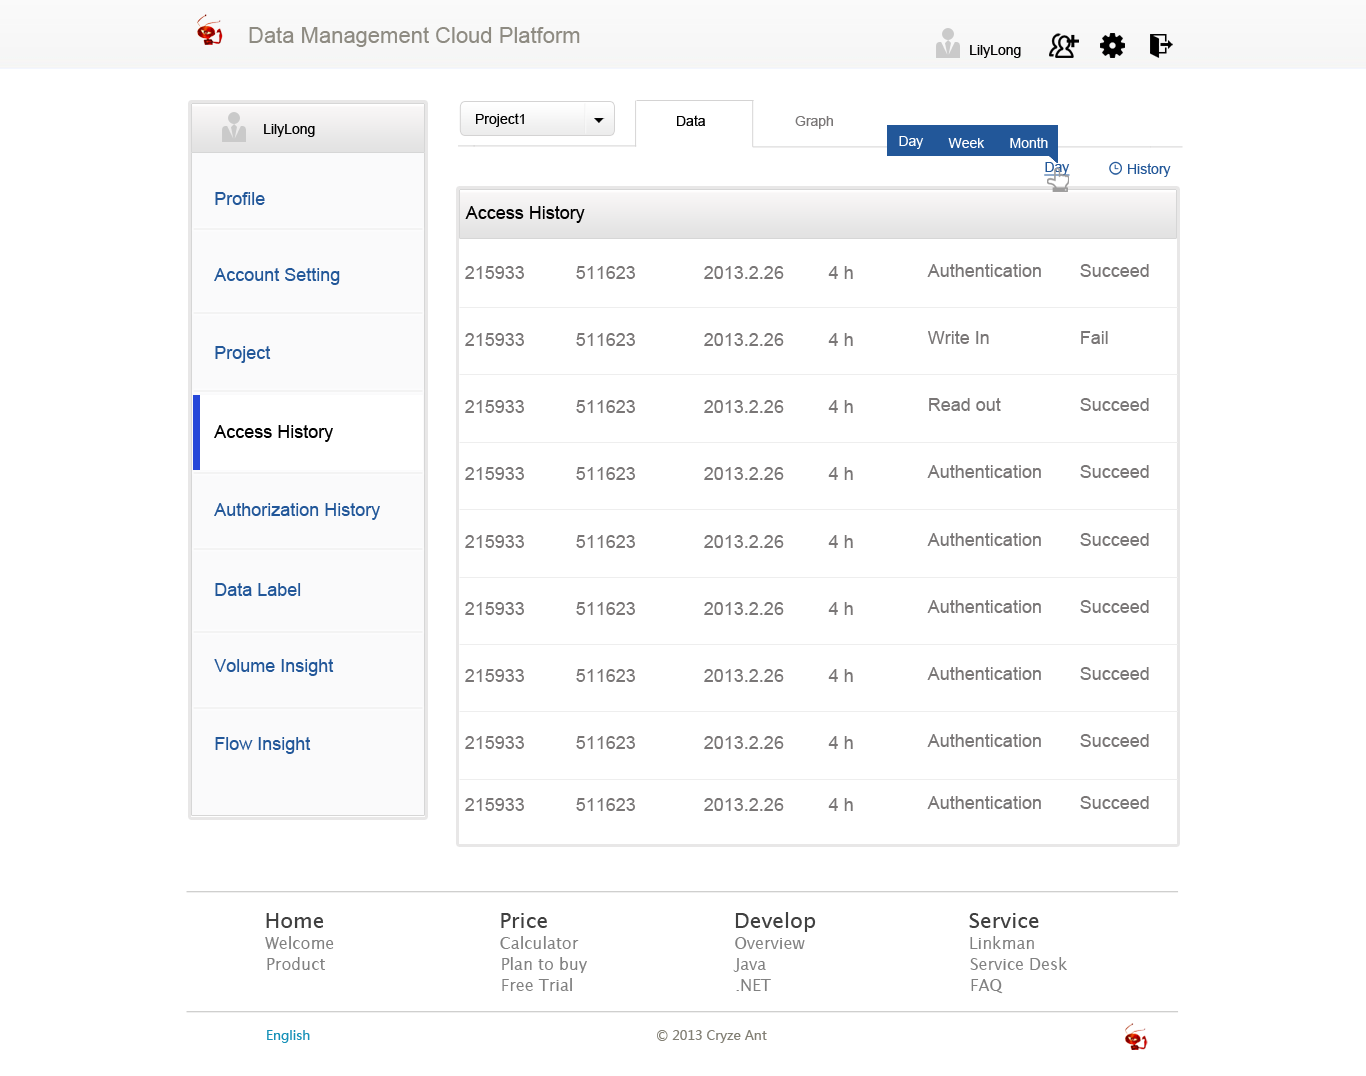 Data Management Cloud Platform
LilyLong
LilyLong
Profile
Account Setting
Project
Access History
Authorization History
Data Label
Volume Insight
Flow Insight
Project1
Data
Graph
Day Week Month
Day
History
Access History
215933 511623 2013.2.26 4 h Authentication Succeed
215933 511623 2013.2.26 4 h Write In Fail
215933 511623 2013.2.26 4 h Read out Succeed
215933 511623 2013.2.26 4 h Authentication Succeed
215933 511623 2013.2.26 4 h Authentication Succeed
215933 511623 2013.2.26 4 h Authentication Succeed
215933 511623 2013.2.26 4 h Authentication Succeed
215933 511623 2013.2.26 4 h Authentication Succeed
215933 511623 2013.2.26 4 h Authentication Succeed
Home
Welcome
Product
Price
Calculator
Plan to buy
Free Trial
Develop
Overview
Java
.NET
Service
Linkman
Service Desk
FAQ
English
© 2013 Cryze Ant